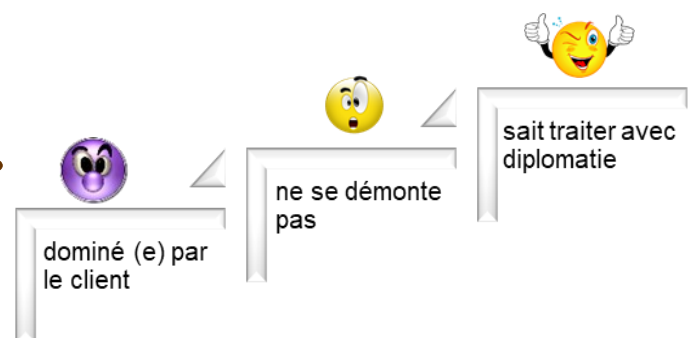 dominé (e) par
le client
ne se démonte
pas
sait traiter avec
diplomatie